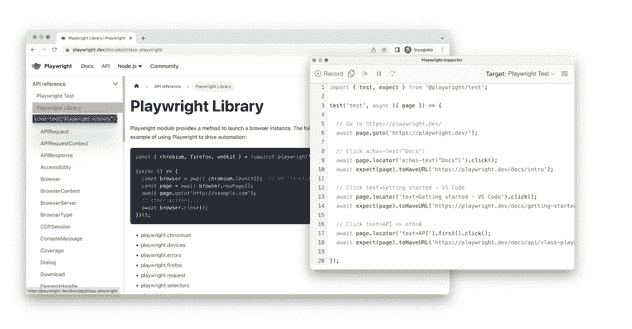 Playwright Library | Playwright
playwright.dev/docs/api/class-playwright
Incognito
Playwright Docs API Node.js Community
API reference
Playwright Test
Playwright Library
APIRequest
APIRequestContext
APIResponse
Accessibility
Browser
BrowserContext
BrowserServer
BrowserType
CDPSession
ConsoleMessage
Coverage
Dialog
Download
ElementHandle
https://playwright.dev/docs/api/class-playwright
API reference
Playwright Library
Playwright Library
Playwright module provides a method to launch a browser instance. The fol
example of using Playwright to drive automation:
const { chromium, firefox, webkit } = require('playwright'
(async () => {
const browser = await chromium.launch();
const page = await browser.newPage();
await page.goto('http://example.com');
// other actions...
await browser.close();
})();
playwright.chromium
playwright.devices
playwright.errors
playwright.firefox
playwright.request
playwright.selectors
Playwright Inspector
Record
Target: Playwright Test
1 import { test, expect } from '@playwright/test';
2
3 test('test', async ({ page }) => {
4
5 // Go to https://playwright.dev/
6 await page.goto('https://playwright.dev/');
7
8 // Click a:has-text("Docs")
9 await page.locator('a:has-text("Docs")').click();
10 await expect(page).toHaveURL('https://playwright.dev/docs/intro');
11
12 // Click text=Getting started - VS Code
13 await page.locator('text=Getting started - VS Code').click();
14 await expect(page).toHaveURL('https://playwright.dev/docs/getting-starte
15
16 // Click text=API >> nth=0
17 await page.locator('text=API').first().click();
18 await expect(page).toHaveURL('https://playwright.dev/docs/api/class-playw
19
20 });